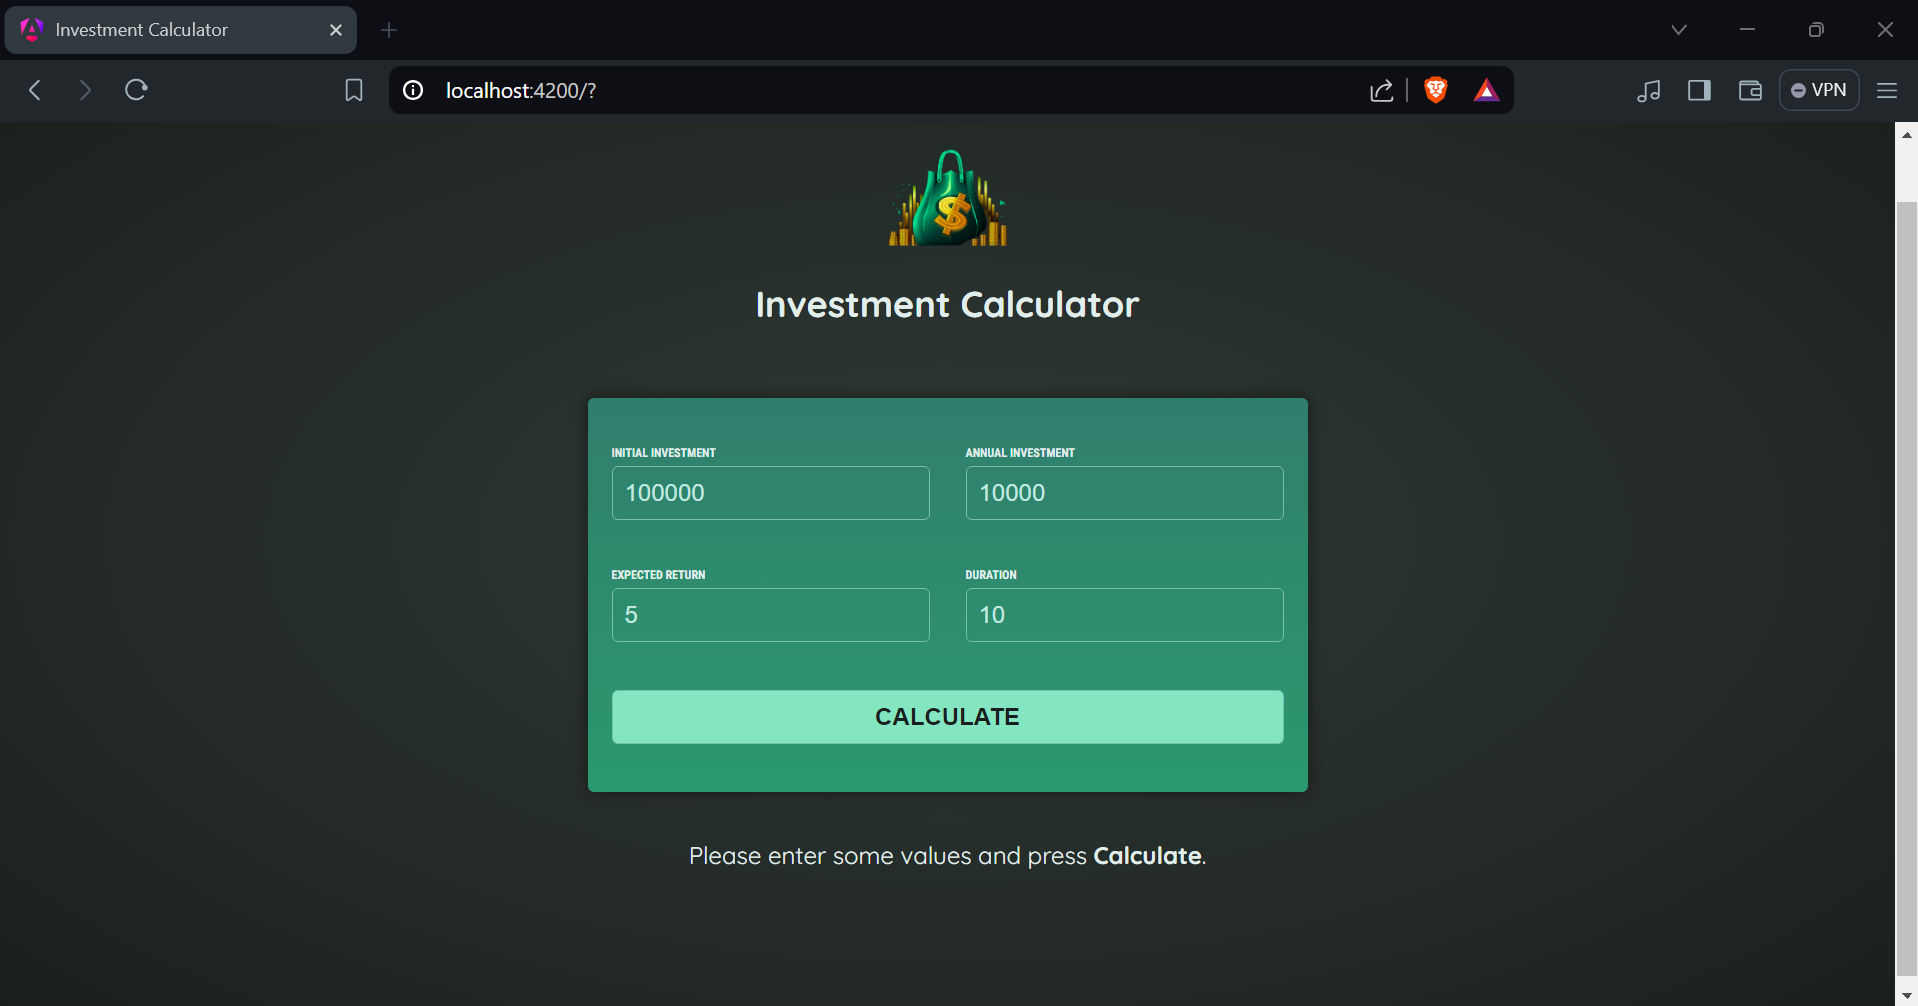 Investment Calculator
localhost:4200/?
VPN
$
Investment Calculator
INITIAL INVESTMENT
ANNUAL INVESTMENT
100000
10000
EXPECTED RETURN
DURATION
5
10
CALCULATE
Please enter some values and press Calculate.